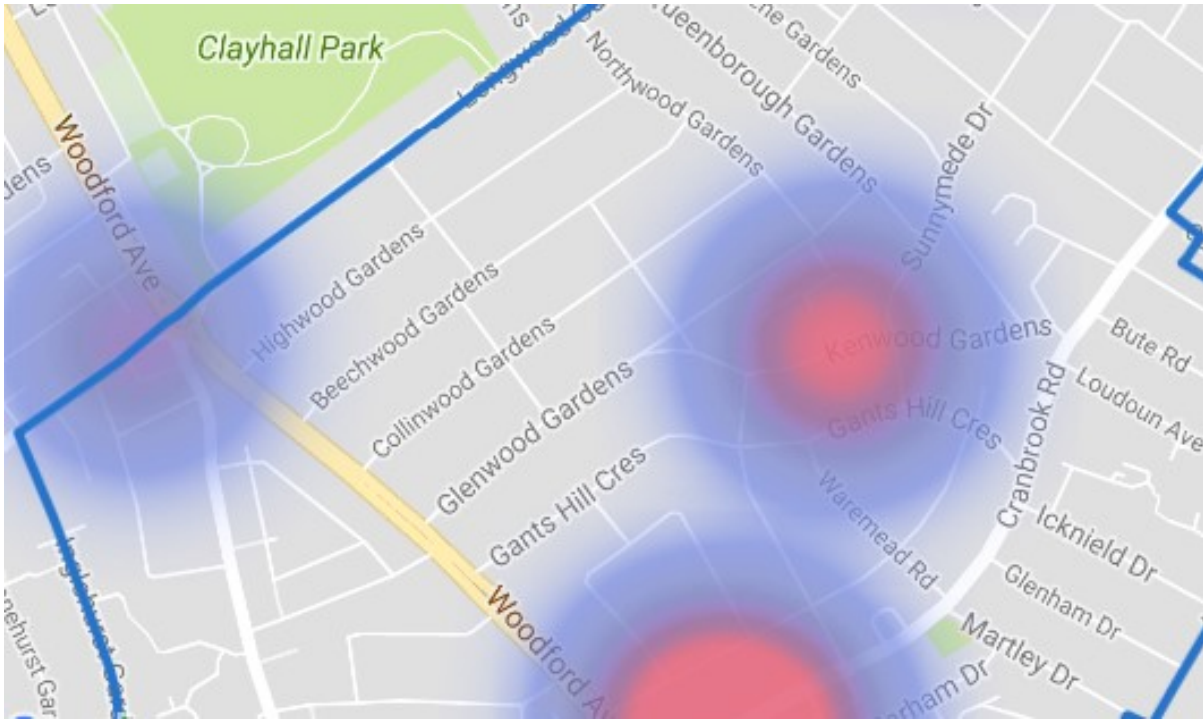 Clayhall Park
Woodford Ave
Northwood Gardens
Queenborough Gardens
Gardens
Sunnymede Dr
Highwood Gardens
Beechwood Gardens
Collinwood Gardens
Glenwood Gardens
Gants Hill Cres
Kenwood Gardens
Gants Hill Cres
Cranbrook Rd
Bute Rd
Loudoun Ave
Waremead Rd
Icknield Dr
Glenham Dr
Martley Dr
Woodford Av